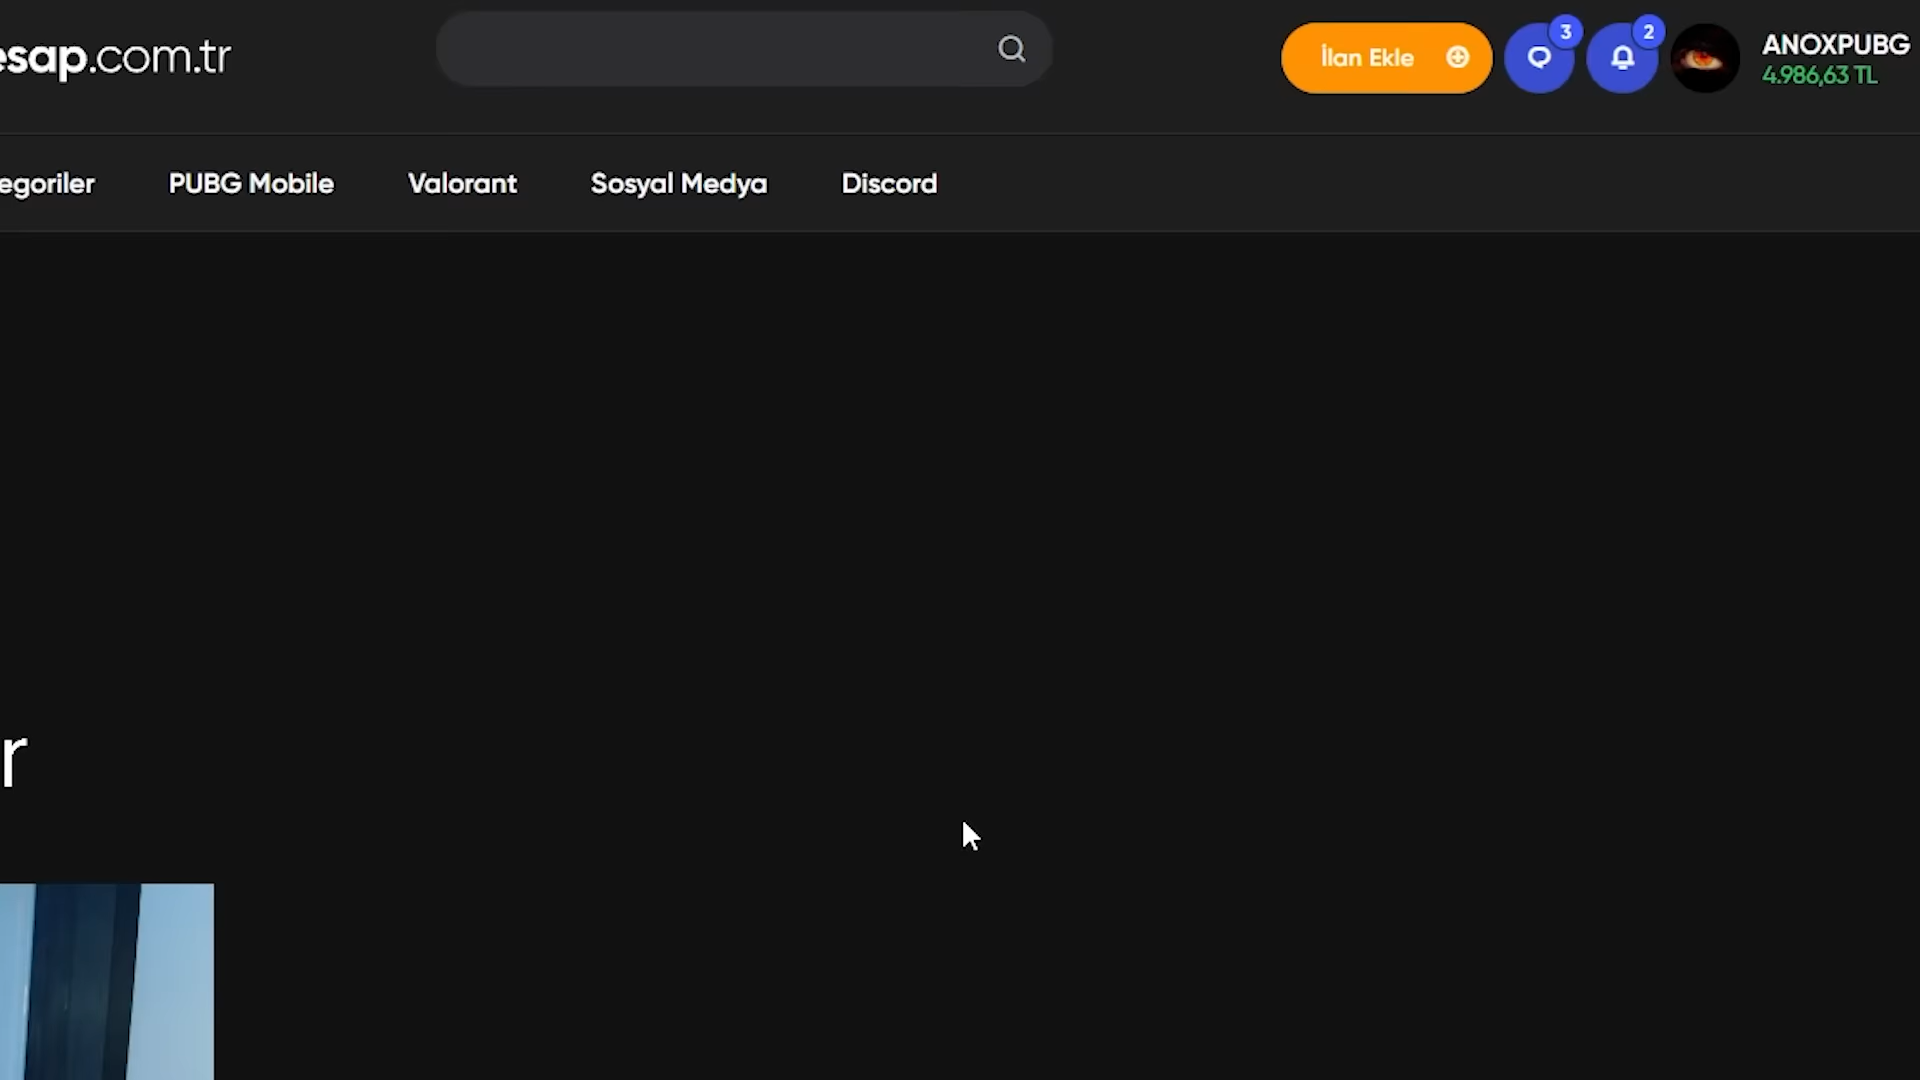 esap.com.tr
İlan Ekle
3
2
ANOXPUBG
4.986,63 TL
egoriler
PUBG Mobile
Valorant
Sosyal Medya
Discord
r